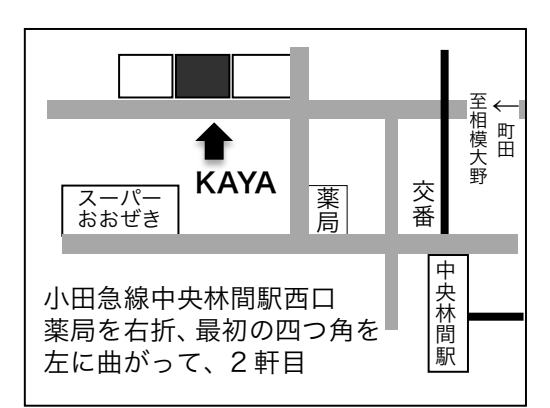 至相模大野
←
町田
KAYA
スーパー
おおぜき
薬局
交番
中央林間駅
小田急線中央林間駅西口
薬局を右折、最初の四つ角を
左に曲がって、2軒目